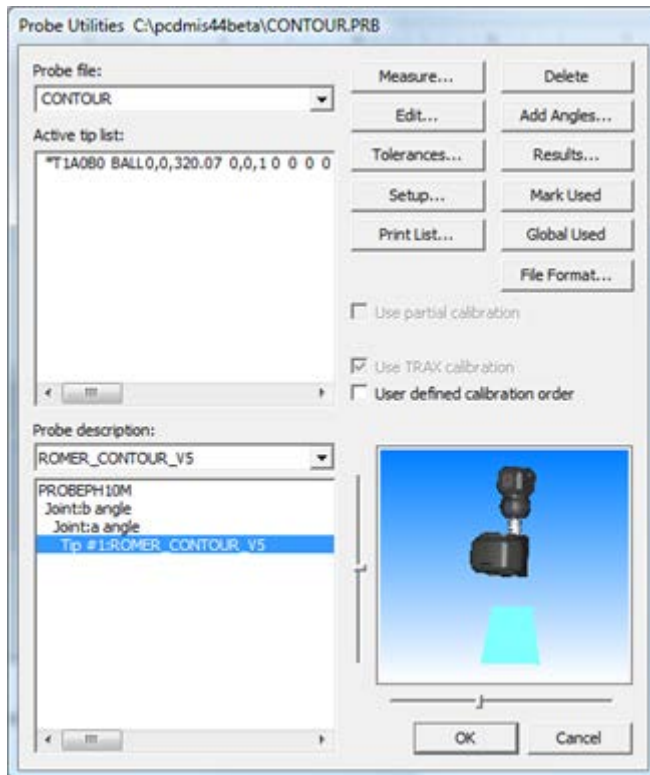 Probe Utilities C:\pcdmis44beta\CONTOUR.PRB
Probe file:
CONTOUR
Active tip list:
*T1A0B0 BALL 0,0,320.07 0,0,1 0 0 0 0
Measure...
Delete
Edit...
Add Angles...
Tolerances...
Results...
Setup...
Mark Used
Print List...
Global Used
File Format...
Use partial calibration
Use TRAX calibration
User defined calibration order
Probe description:
ROMER_CONTOUR_V5
PROBEPH10M
Joint:b angle
Joint:a angle
Tip #1:ROMER_CONTOUR_V5
OK
Cancel